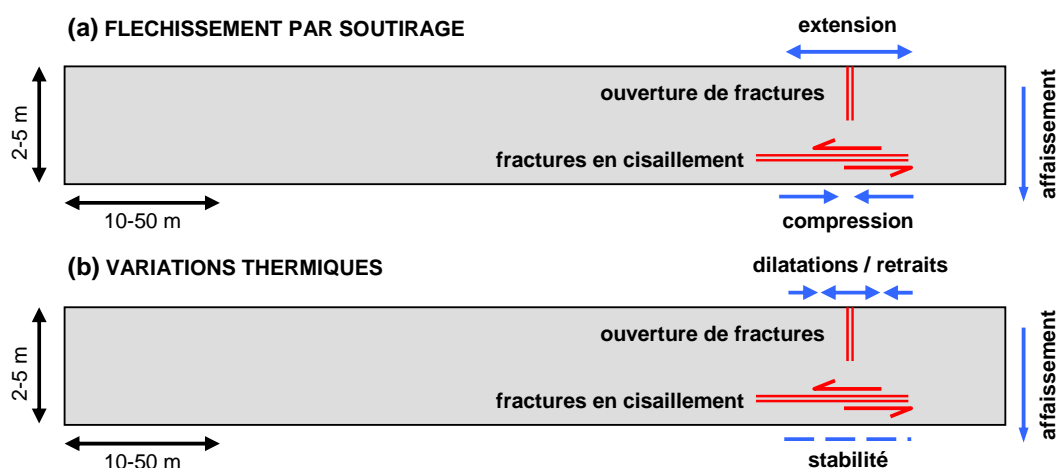 (a) FLECHISSEMENT PAR SOUTIRAGE
extension
ouverture de fractures
fractures en cisaillement
affaissement
2-5 m
10-50 m
compression
(b) VARIATIONS THERMIQUES
dilatations / retraits
ouverture de fractures
fractures en cisaillement
affaissement
2-5 m
10-50 m
stabilité